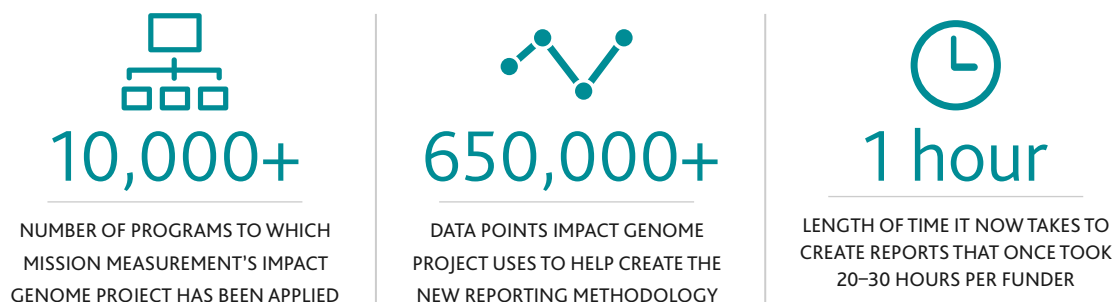 10,000+
NUMBER OF PROGRAMS TO WHICH
MISSION MEASUREMENT'S IMPACT
GENOME PROJECT HAS BEEN APPLIED
650,000+
DATA POINTS IMPACT GENOME
PROJECT USES TO HELP CREATE THE
NEW REPORTING METHODOLOGY
1 hour
LENGTH OF TIME IT NOW TAKES TO
CREATE REPORTS THAT ONCE TOOK
20–30 HOURS PER FUNDER